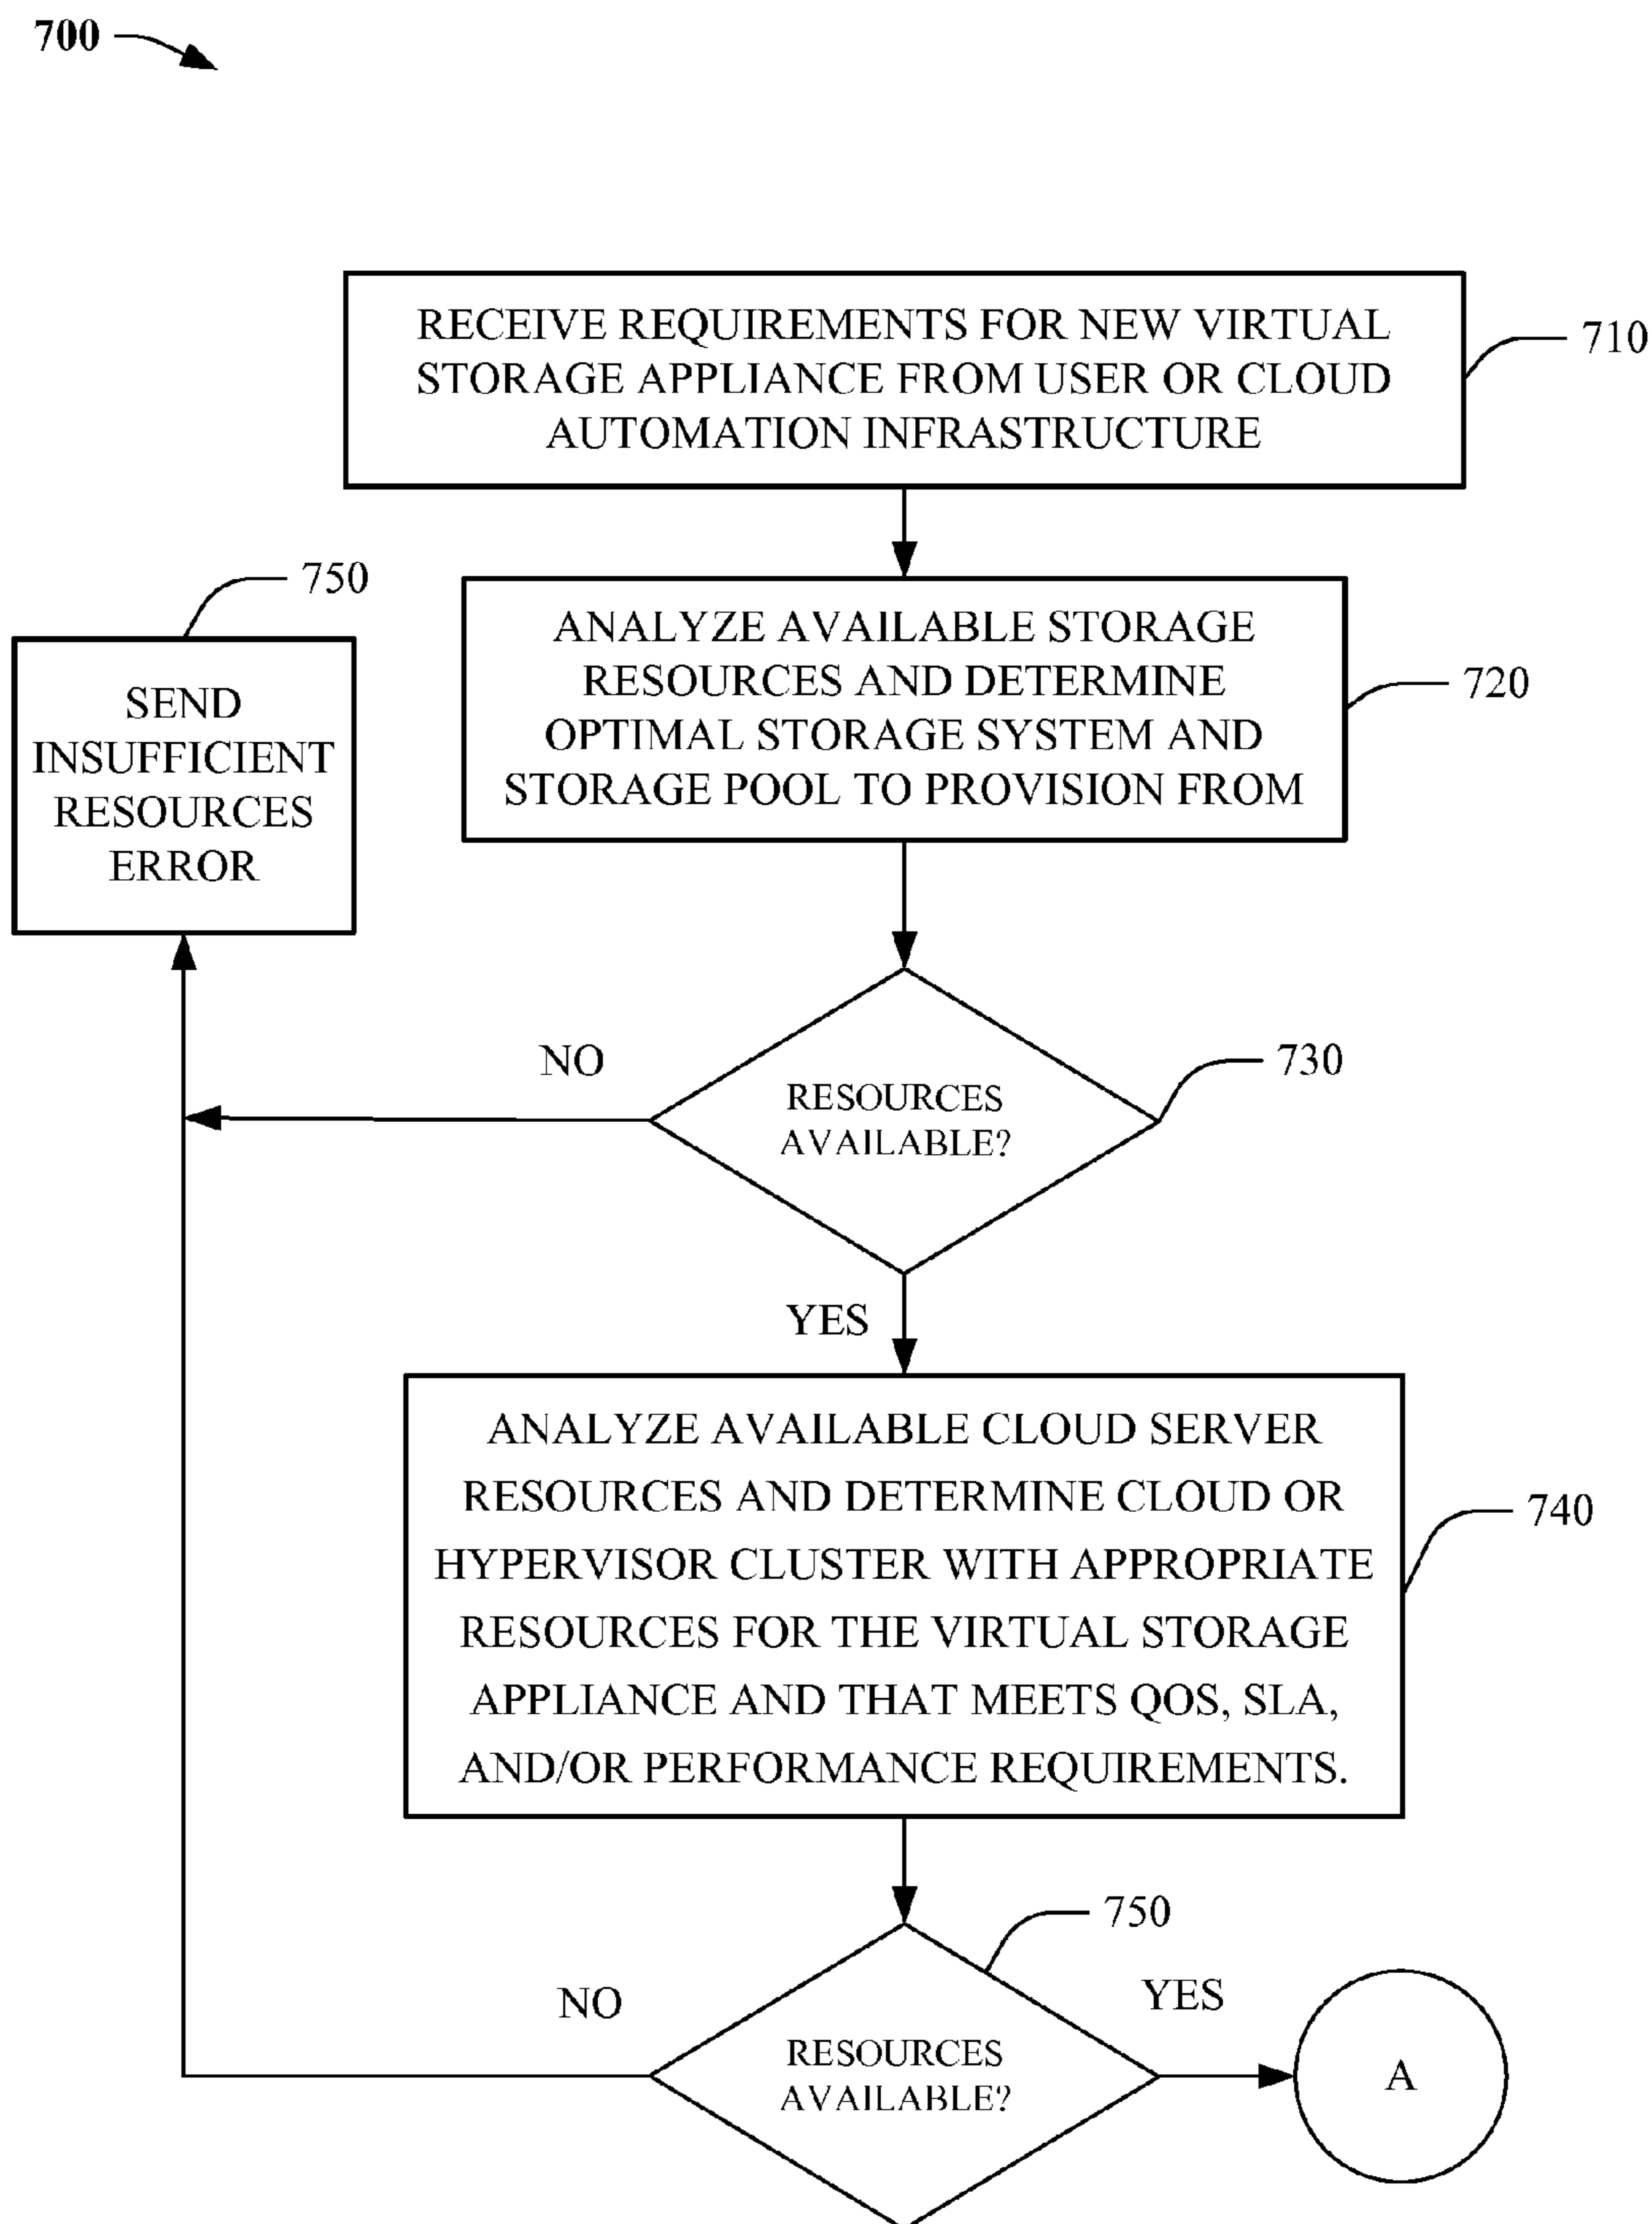 700
RECEIVE REQUIREMENTS FOR NEW VIRTUAL
STORAGE APPLIANCE FROM USER OR CLOUD
AUTOMATION INFRASTRUCTURE
710
750
SEND
INSUFFICIENT
RESOURCES
ERROR
ANALYZE AVAILABLE STORAGE
RESOURCES AND DETERMINE
OPTIMAL STORAGE SYSTEM AND
STORAGE POOL TO PROVISION FROM
720
NO
RESOURCES
AVAILABLE?
730
YES
ANALYZE AVAILABLE CLOUD SERVER
RESOURCES AND DETERMINE CLOUD OR
HYPERVISOR CLUSTER WITH APPROPRIATE
RESOURCES FOR THE VIRTUAL STORAGE
APPLIANCE AND THAT MEETS QOS, SLA,
AND/OR PERFORMANCE REQUIREMENTS.
740
750
NO
RESOURCES
AVAILABLE?
YES
A